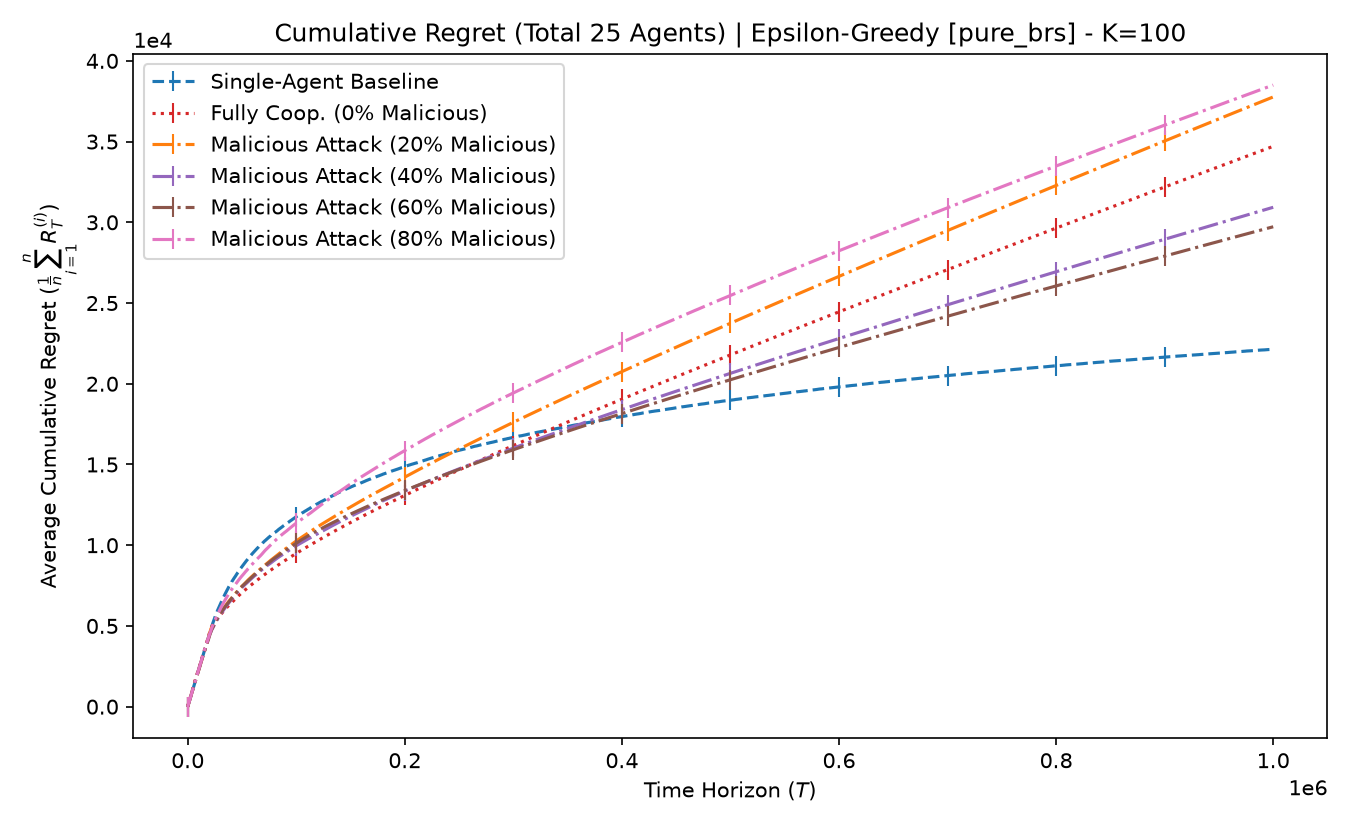 Cumulative Regret (Total 25 Agents) | Epsilon-Greedy [pure_brs] - K=100
1e4
4.0
3.5
3.0
2.5
2.0
1.5
1.0
0.5
0.0
Average Cumulative Regret ($\frac{1}{n}\sum_{i=1}^{n} R_T^{(i)}$)
Single-Agent Baseline
Fully Coop. (0% Malicious)
Malicious Attack (20% Malicious)
Malicious Attack (40% Malicious)
Malicious Attack (60% Malicious)
Malicious Attack (80% Malicious)
0.0 0.2 0.4 0.6 0.8 1.0
1e6
Time Horizon (T)